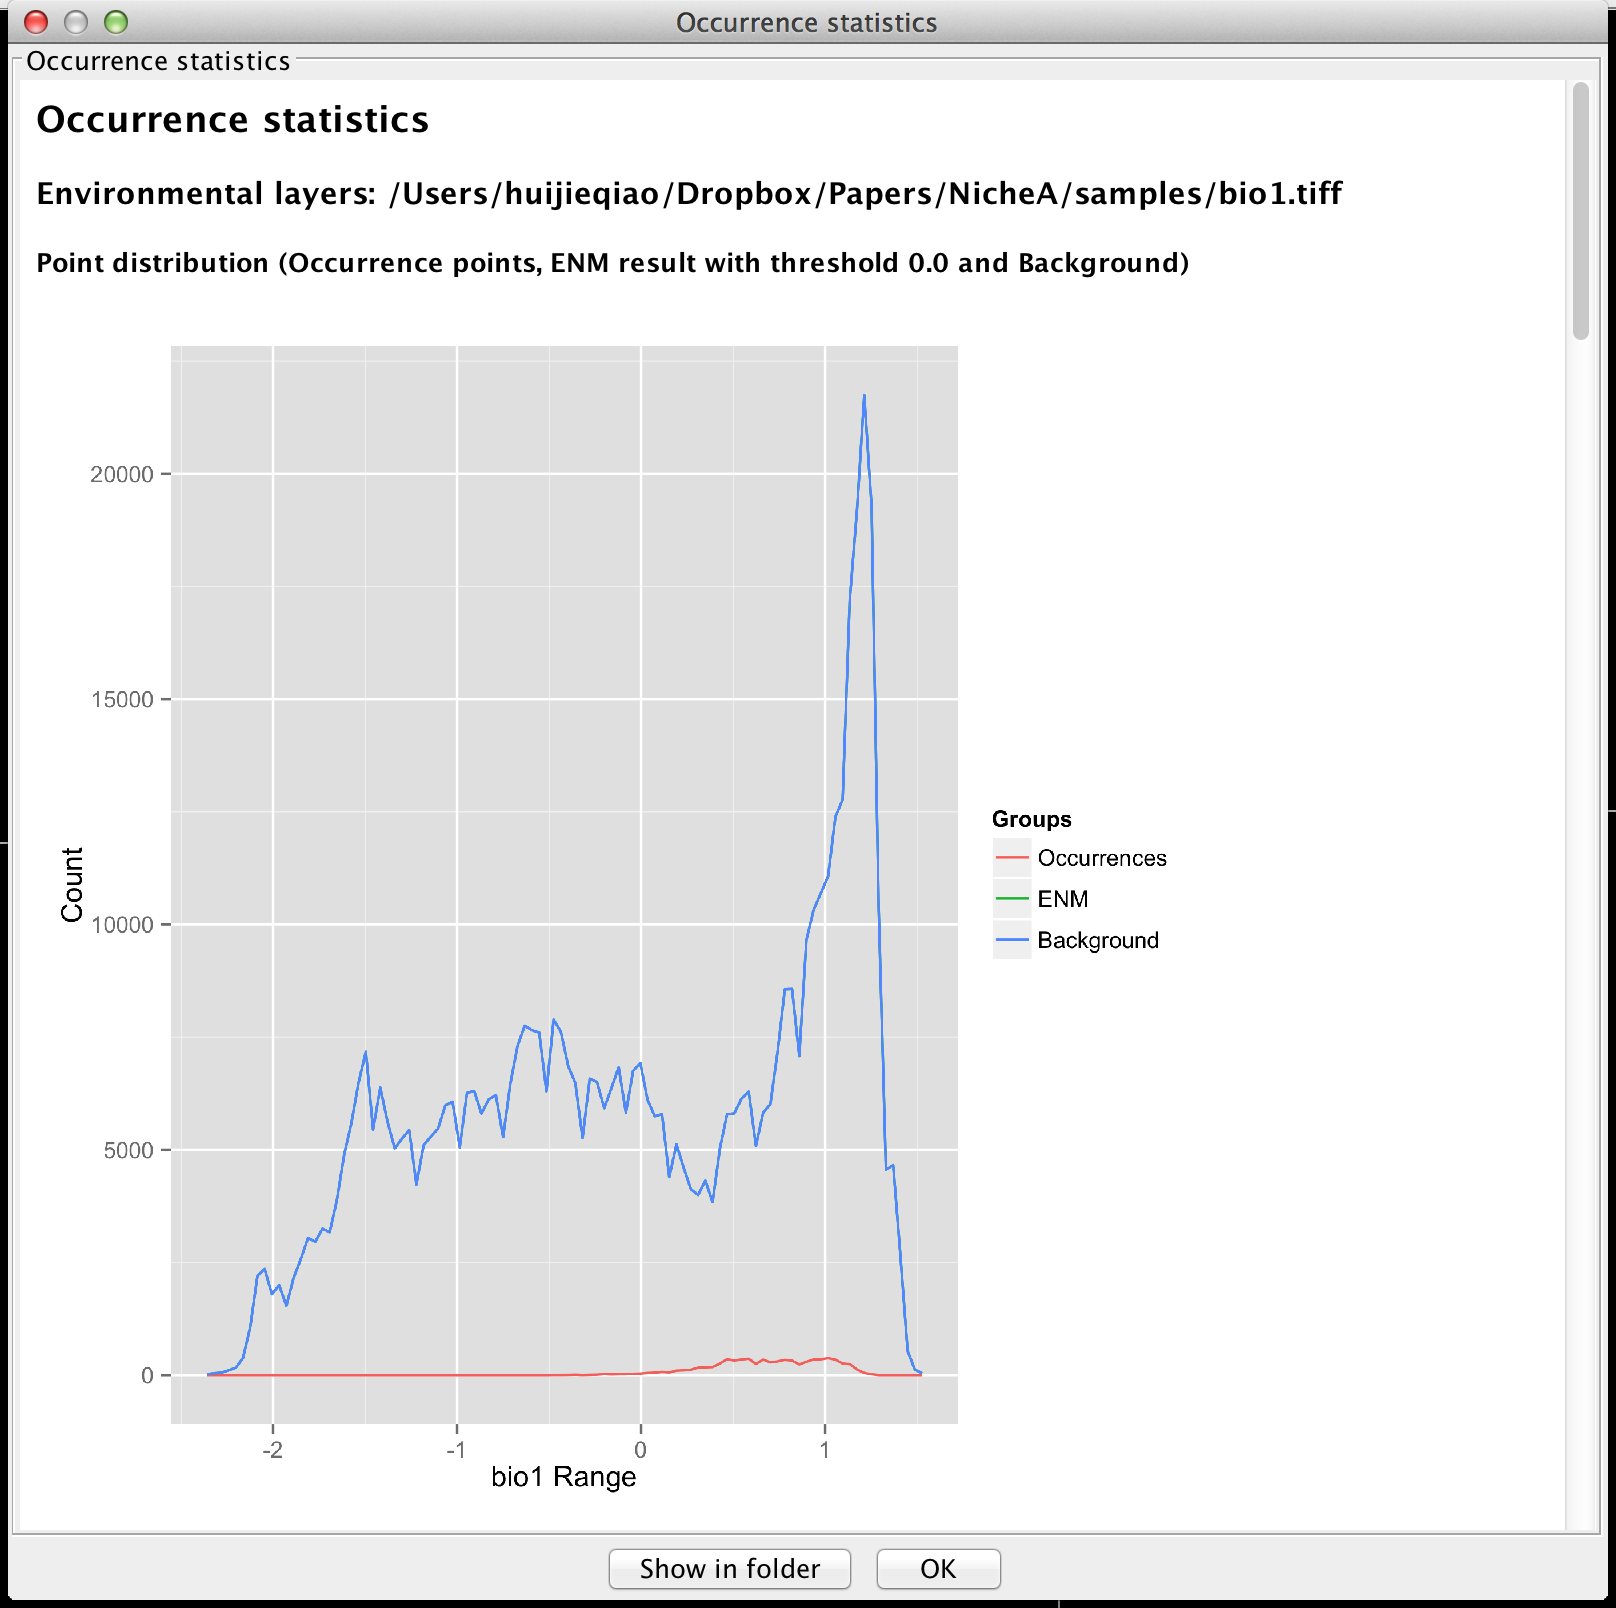 Occurrence statistics
Occurrence statistics
Occurrence statistics
Environmental layers: /Users/huijieqiao/Dropbox/Papers/NicheA/samples/bio1.tiff
Point distribution (Occurrence points, ENM result with threshold 0.0 and Background)
20000
15000
10000
5000
0
Count
-2 -1 0 1
bio1 Range
Groups
Occurrences
ENM
Background
Show in folder OK